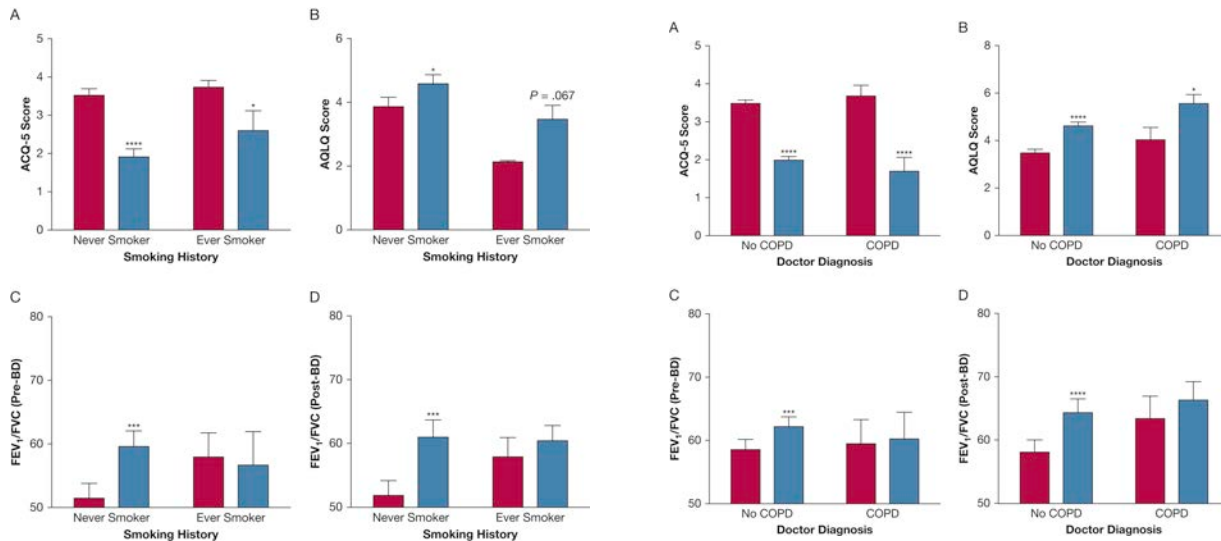 A
ACQ-5 Score
5
4
3
2
1
0
****
*
Never Smoker
Ever Smoker
Smoking History
B
AQLQ Score
6
4
2
0
*
P = .067
Never Smoker
Ever Smoker
Smoking History
C
FEV1/FVC (Pre-BD)
80
70
60
50
***
Never Smoker
Ever Smoker
Smoking History
D
FEV1/FVC (Post-BD)
80
70
60
50
***
Never Smoker
Ever Smoker
Smoking History
A
ACQ-5 Score
5
4
3
2
1
0
****
****
No COPD
COPD
Doctor Diagnosis
B
AQLQ Score
8
6
4
2
0
****
*
No COPD
COPD
Doctor Diagnosis
C
FEV1/FVC (Pre-BD)
80
70
60
50
***
No COPD
COPD
Doctor Diagnosis
D
FEV1/FVC (Post-BD)
80
70
60
50
****
No COPD
COPD
Doctor Diagnosis